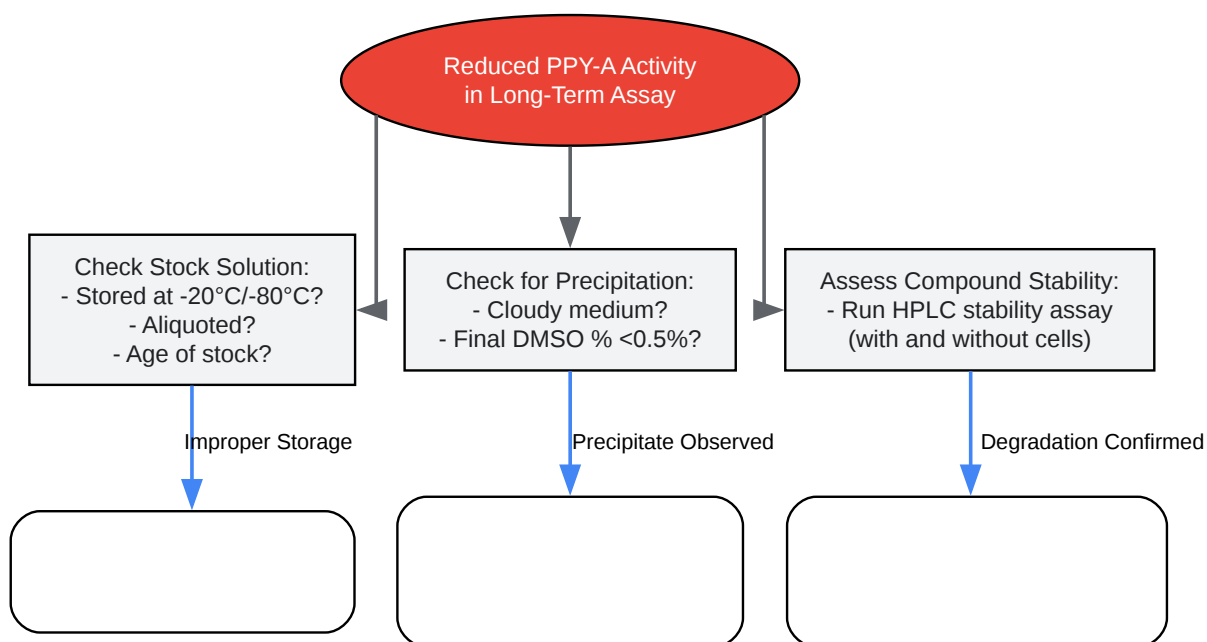 Reduced PPY-A Activity
in Long-Term Assay
Check Stock Solution:
- Stored at -20°C/-80°C?
- Aliquoted?
- Age of stock?
Check for Precipitation:
- Cloudy medium?
- Final DMSO % <0.5%?
Assess Compound Stability:
- Run HPLC stability assay
(with and without cells)
Improper Storage
Precipitate Observed
Degradation Confirmed